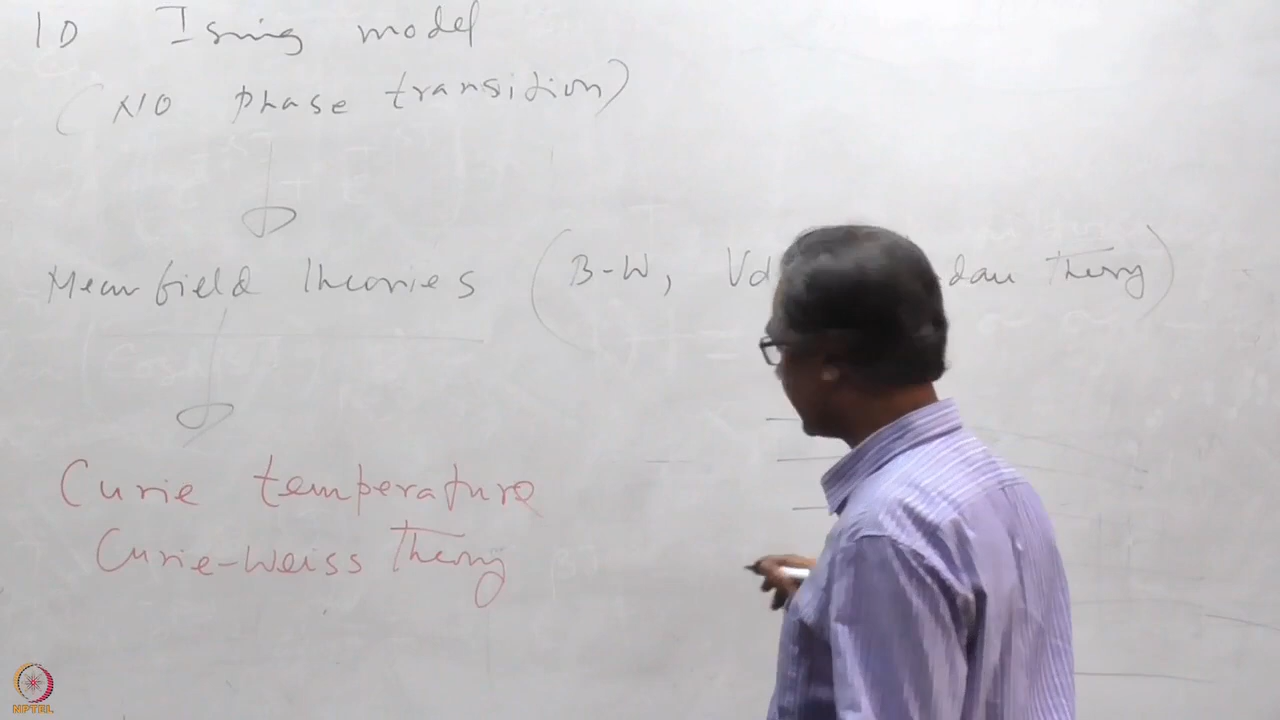 1D Ising model
(NO phase transition)
Mean field theories (B-W, Vd dau Theory)
Curie temperature
Curie-Weiss Theory
NPTEL